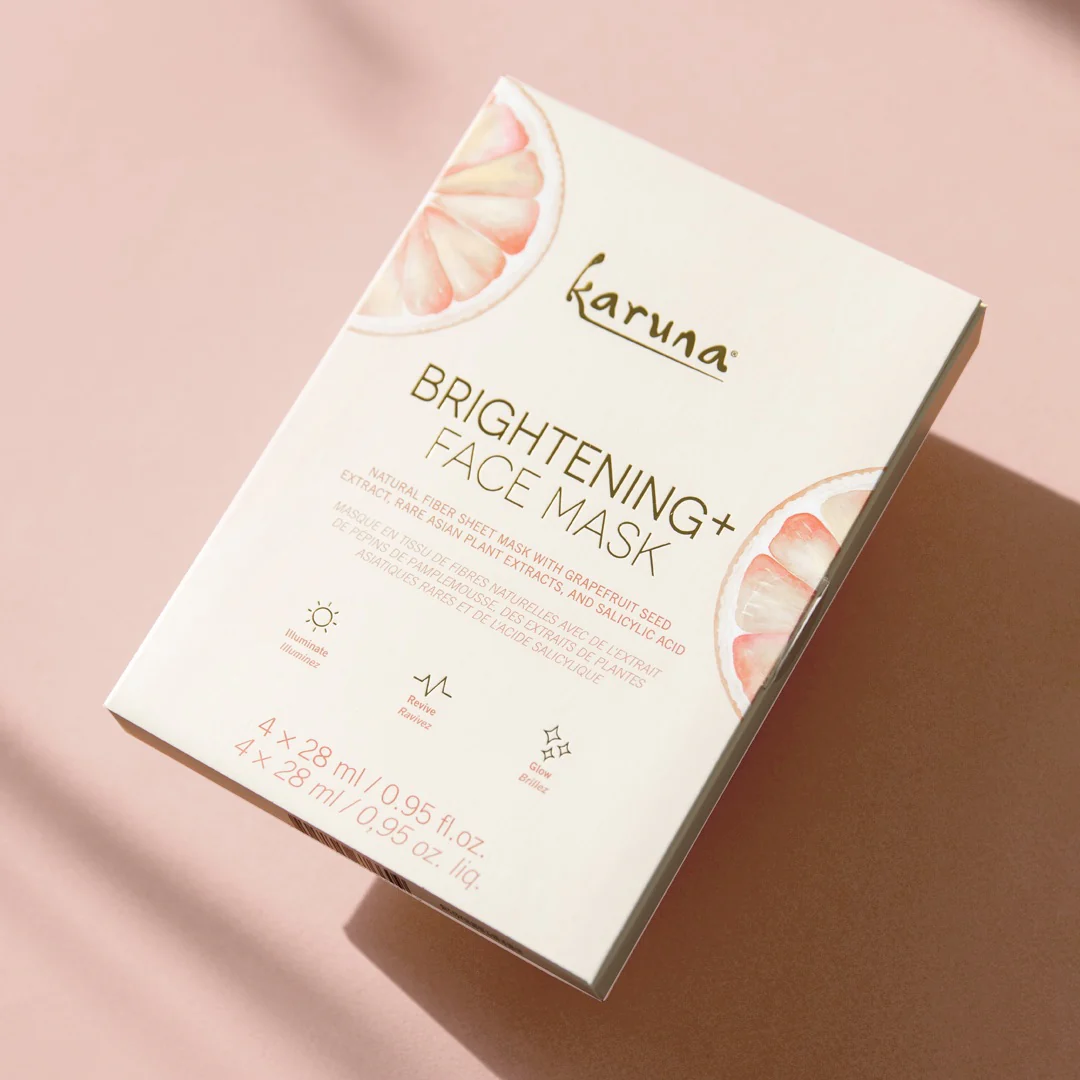 karuna®
BRIGHTENING+
FACE MASK
NATURAL FIBER SHEET MASK WITH GRAPEFRUIT SEED
EXTRACT, RARE ASIAN PLANT EXTRACTS, AND SALICYLIC ACID
MASQUE EN TISSU DE FIBRES NATURELLES AVEC DE L'EXTRAIT
DE PEPINS DE PAMPLEMOUSSE, DES EXTRAITS DE PLANTES
ASIATIQUES RARES ET DE L'ACIDE SALICYLIQUE
Illuminate
Illuminez
Revive
Ravivez
Glow
Brillez
4 x 28 ml / 0.95 fl.oz.
4 x 28 ml / 0,95 oz. liq.